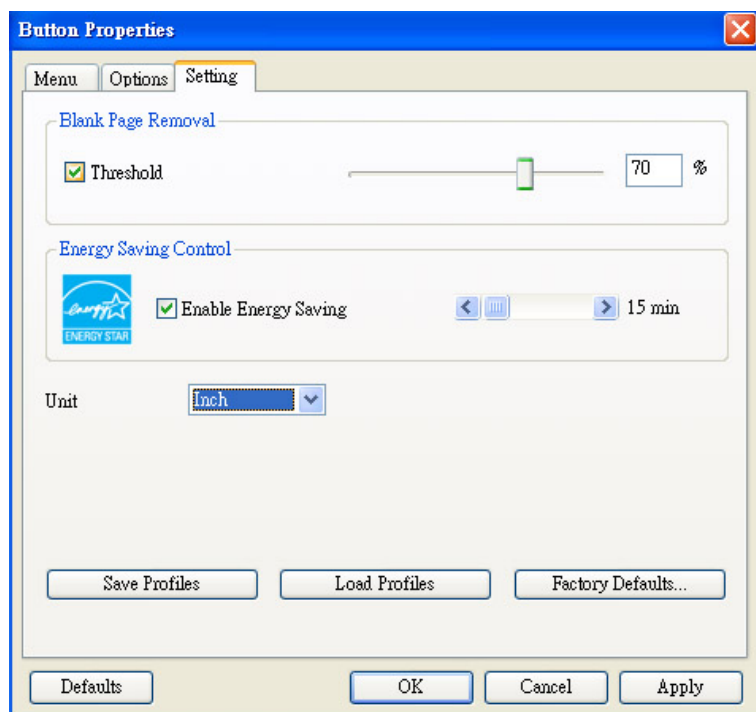 Button Properties
Menu Options Setting
Blank Page Removal
Threshold 70 %
Energy Saving Control
energy
ENERGY STAR
Enable Energy Saving 15 min
Unit Inch
Save Profiles Load Profiles Factory Defaults...
Defaults OK Cancel Apply